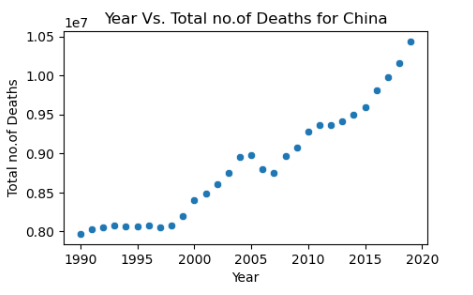 Year Vs. Total no.of Deaths for China
1e7
1.05
1.00
0.95
0.90
0.85
0.80
Total no.of Deaths
1990 1995 2000 2005 2010 2015 2020
Year